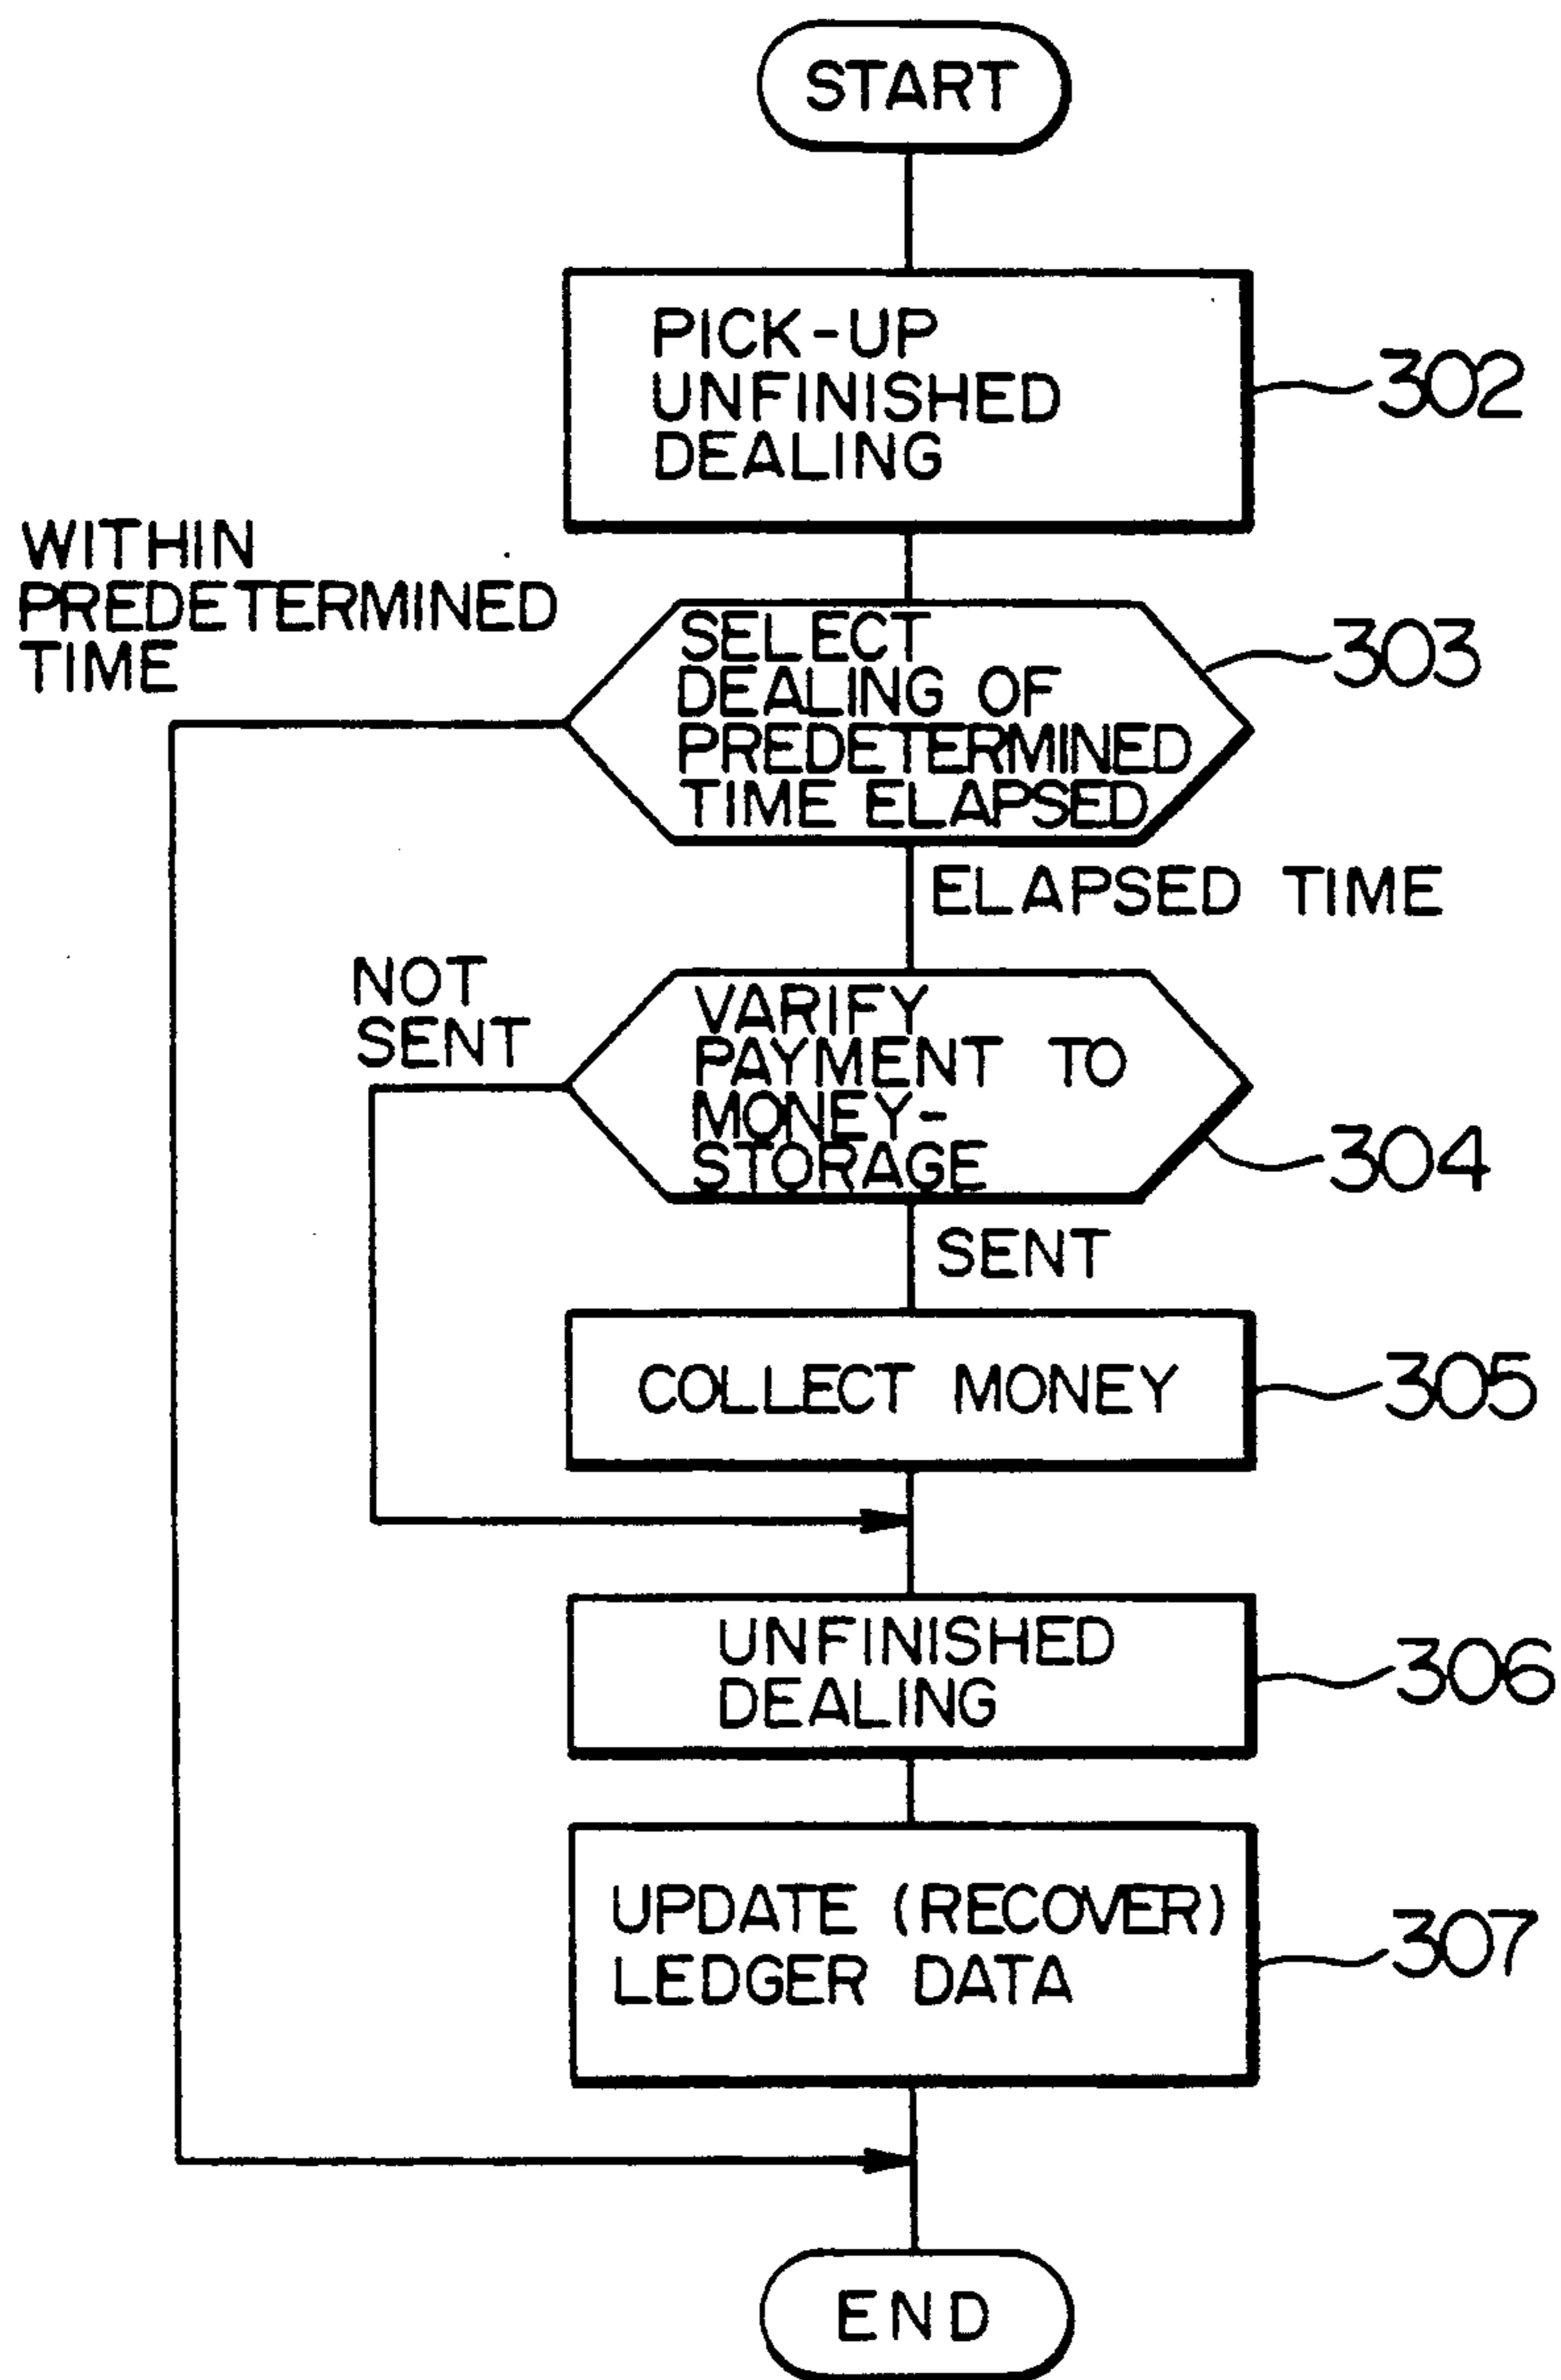 START
PICK-UP
UNFINISHED
DEALING
302
WITHIN
PREDETERMINED
TIME
SELECT
DEALING OF
PREDETERMINED
TIME ELAPSED
303
ELAPSED TIME
NOT
SENT
VARIFY
PAYMENT TO
MONEY-
STORAGE
304
SENT
COLLECT MONEY
305
UNFINISHED
DEALING
306
UPDATE (RECOVER)
LEDGER DATA
307
END